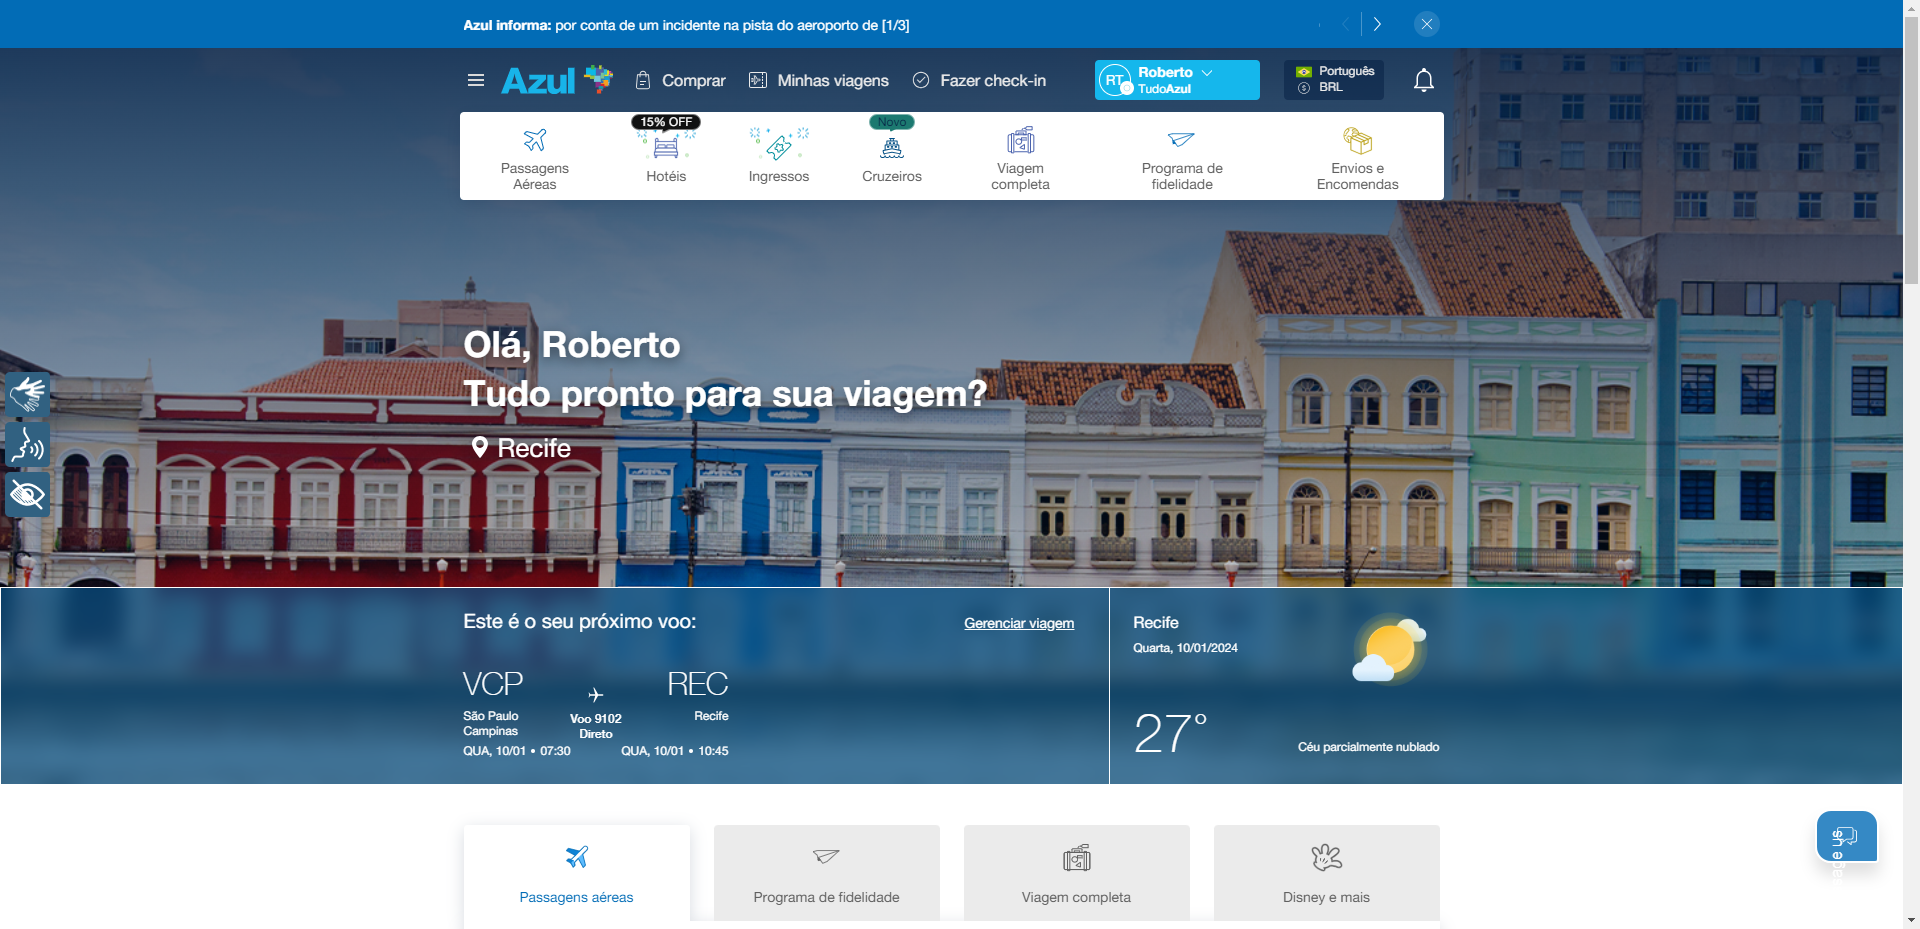 Azul informa: por conta de um incidente na pista do aeroporto de [1/3]
Azul
Comprar
Minhas viagens
Fazer check-in
RT
Roberto
TudoAzul
Português
BRL
15% OFF
Novo
Passagens
Aéreas
Hotéis
Ingressos
Cruzeiros
Viagem
completa
Programa de
fidelidade
Envios e
Encomendas
Olá, Roberto
Tudo pronto para sua viagem?
Recife
Este é o seu próximo voo:
Gerenciar viagem
VCP
REC
São Paulo
Campinas
Voo 9102
Direto
Recife
QUA, 10/01 • 07:30
QUA, 10/01 • 10:45
Recife
Quarta, 10/01/2024
27°
Céu parcialmente nublado
Passagens aéreas
Programa de fidelidade
Viagem completa
Disney e mais